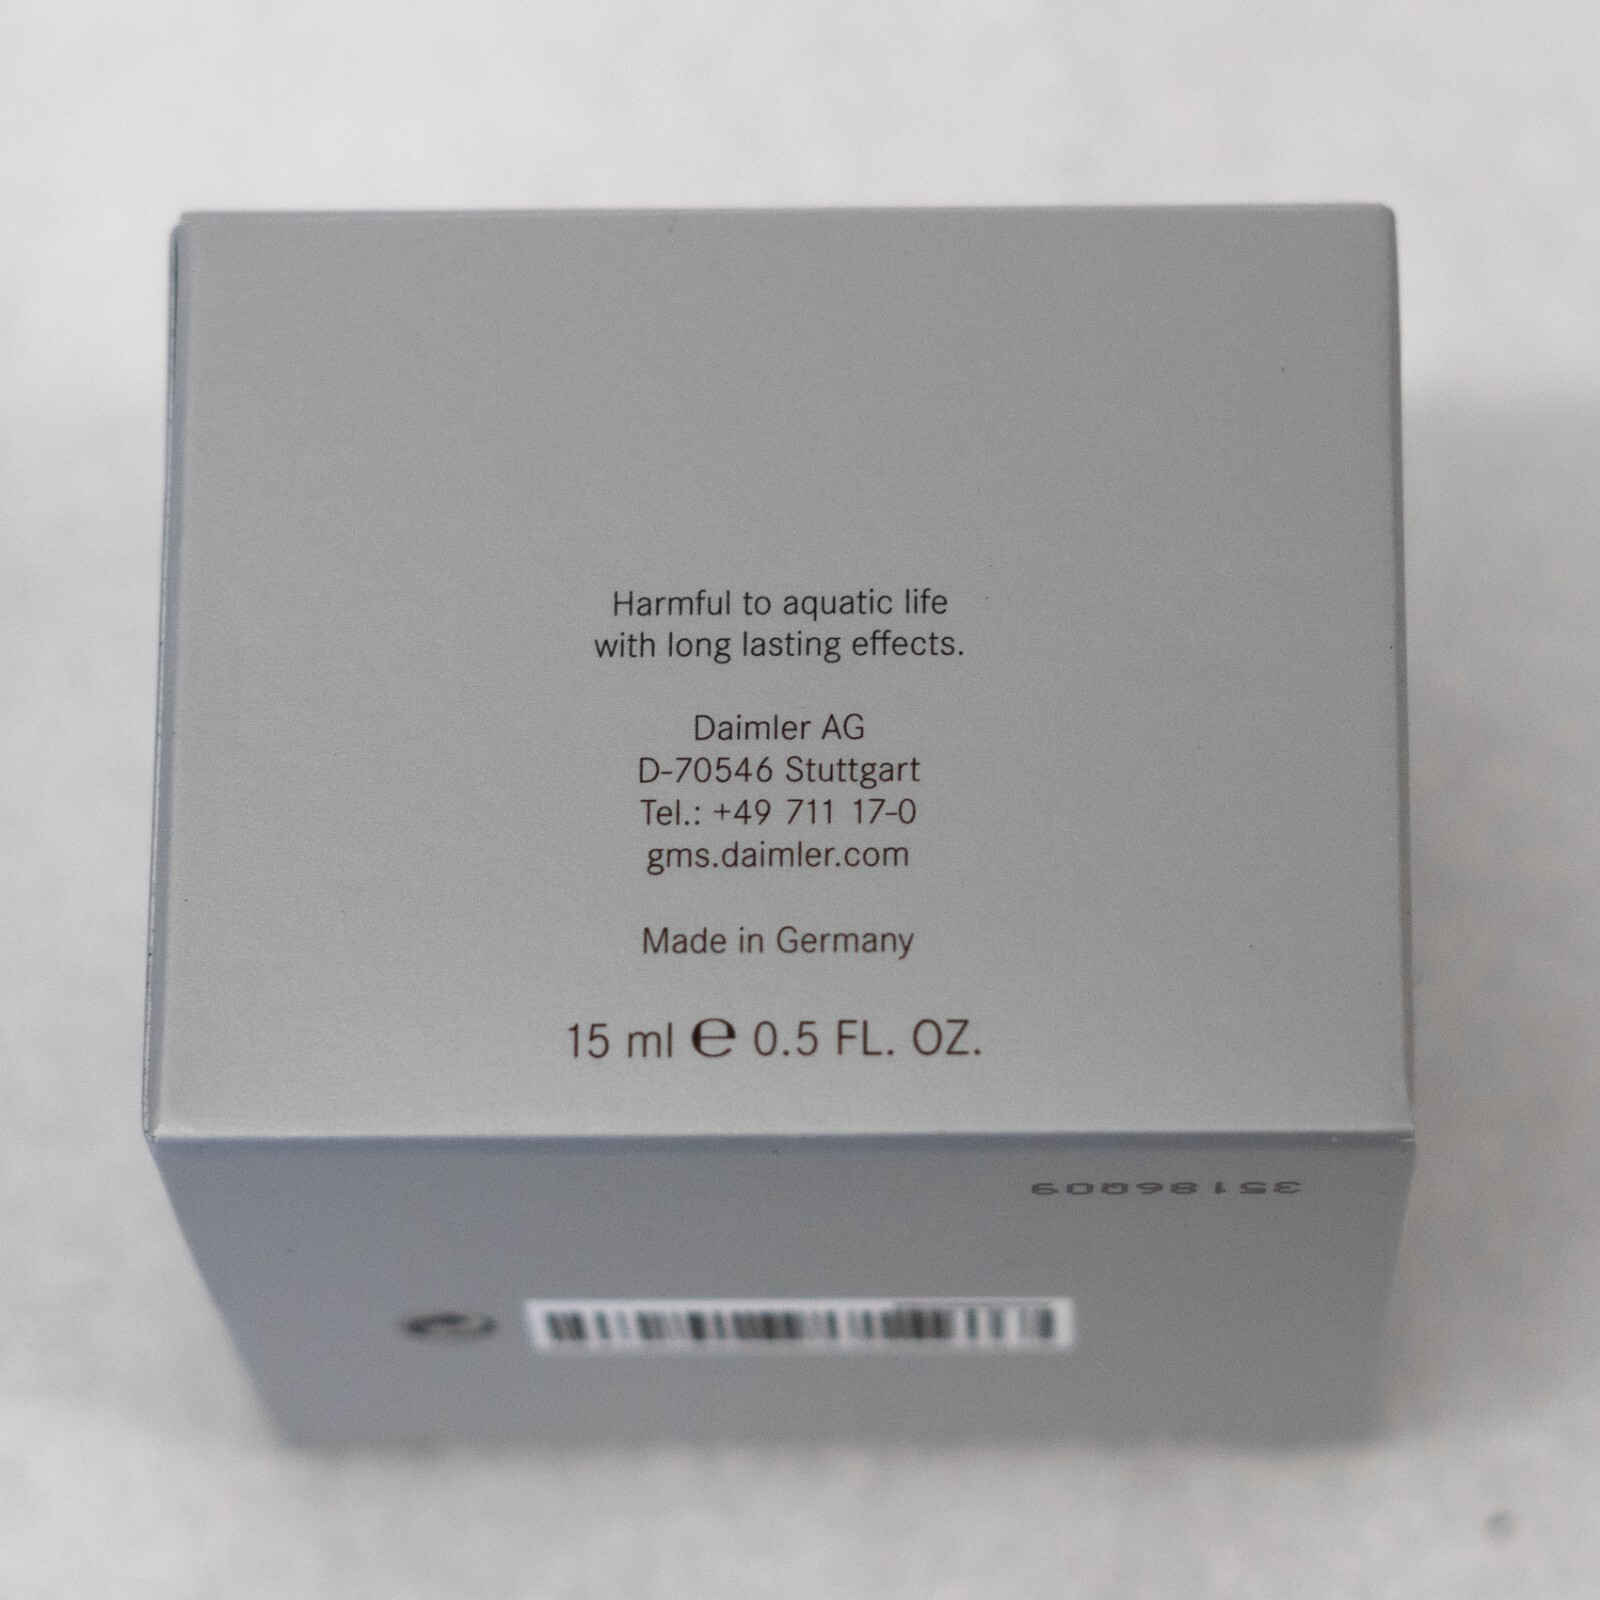 Harmful to aquatic life
with long lasting effects.
Daimler AG
D-70546 Stuttgart
Tel.: +49 711 17-0
gms.daimler.com
Made in Germany
15 ml ℮ 0.5 FL. OZ.
35186Q09